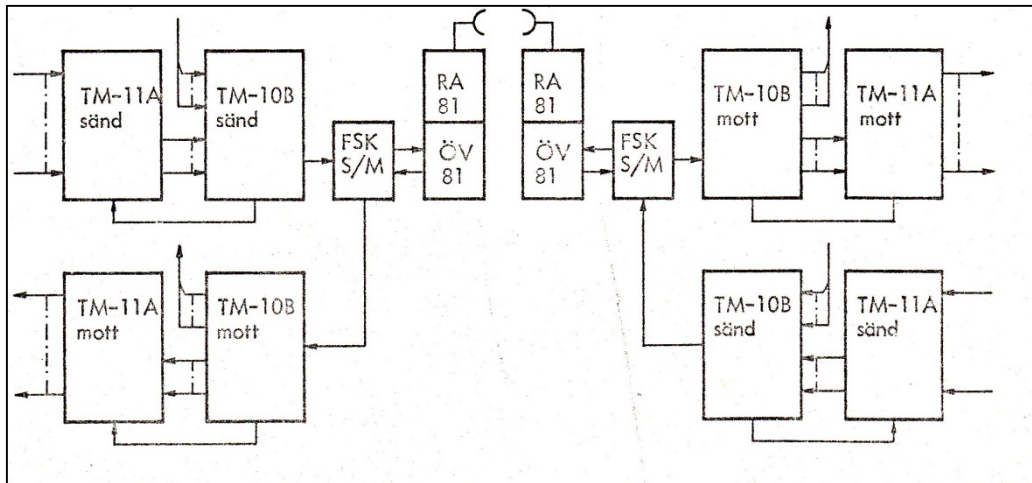 TM-11A
sänd
TM-10B
sänd
FSK
S/M
RA
81
ÖV
81
RA
81
ÖV
81
FSK
S/M
TM-10B
mott
TM-11A
mott
TM-11A
mott
TM-10B
mott
TM-10B
sänd
TM-11A
sänd